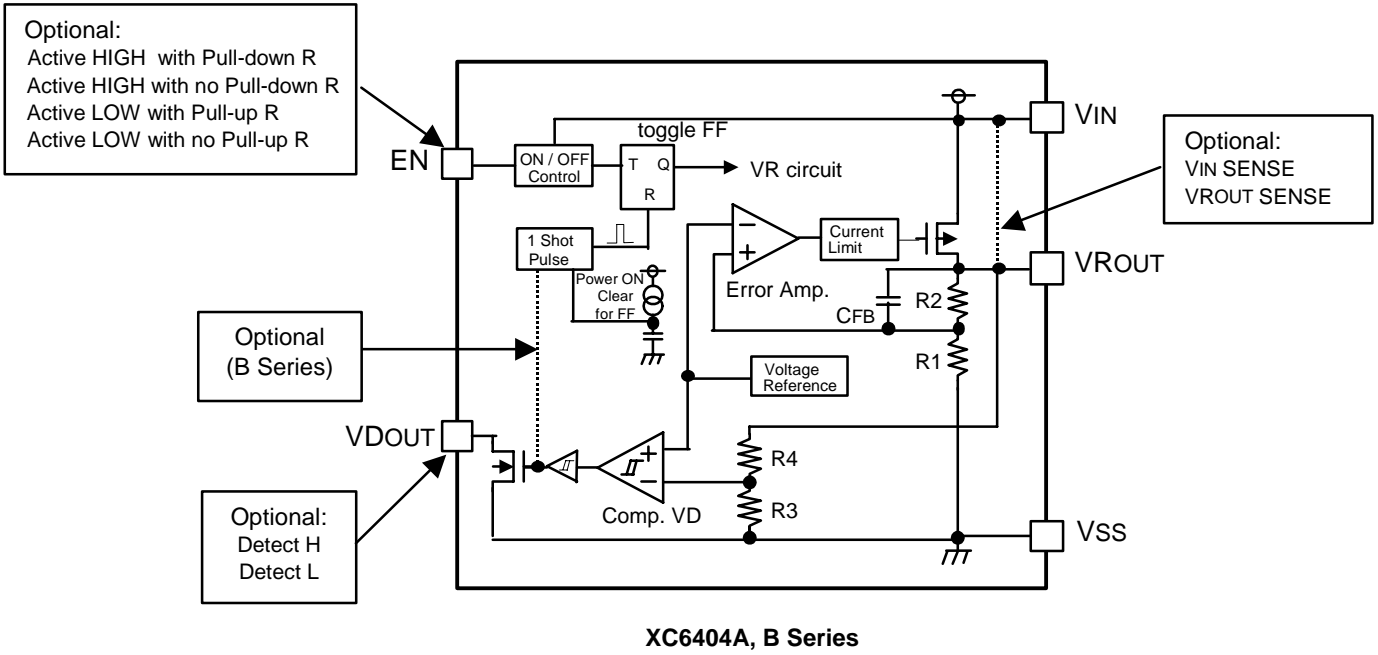 Optional:
Active HIGH with Pull-down R
Active HIGH with no Pull-down R
Active LOW with Pull-up R
Active LOW with no Pull-up R
EN
ON / OFF
Control
toggle FF
T
Q
R
VR circuit
VIN
Optional:
VIN SENSE
VROUT SENSE
1 Shot
Pulse
Power ON
Clear
for FF
−
+
Error Amp.
Current
Limit
VROUT
CFB
R2
R1
Optional
(B Series)
Voltage
Reference
VDOUT
+
−
Comp. VD
R4
R3
VSS
Optional:
Detect H
Detect L
XC6404A, B Series